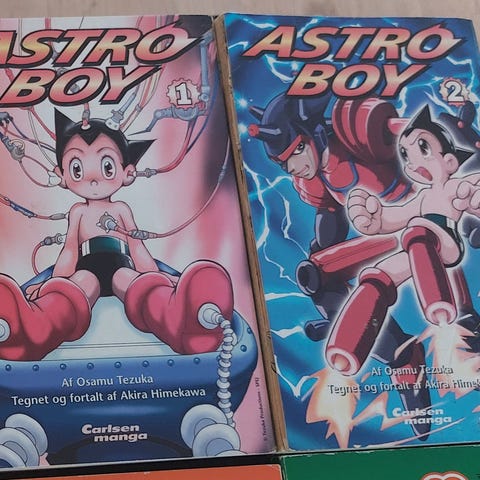 ASTRO
BOY
1
Af Osamu Tezuka
Tegnet og fortalt af Akira Himekawa
Carlsen
manga
ASTRO
BOY
2
Af Osamu Tezuka
Tegnet og fortalt af Akira
Carlsen
manga